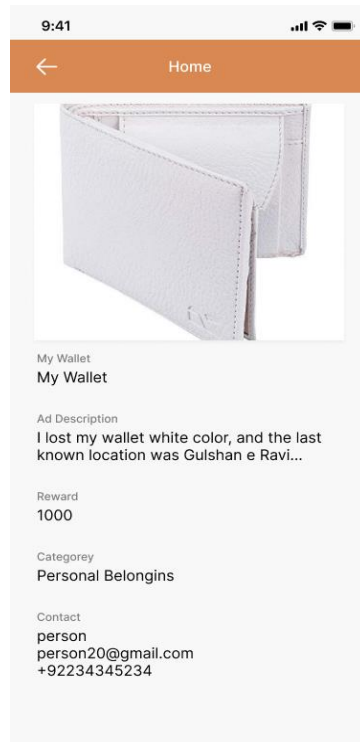 9:41
Home
My Wallet
My Wallet
Ad Description
I lost my wallet white color, and the last
known location was Gulshan e Ravi...
Reward
1000
Categorey
Personal Belongins
Contact
person
person20@gmail.com
+92234345234